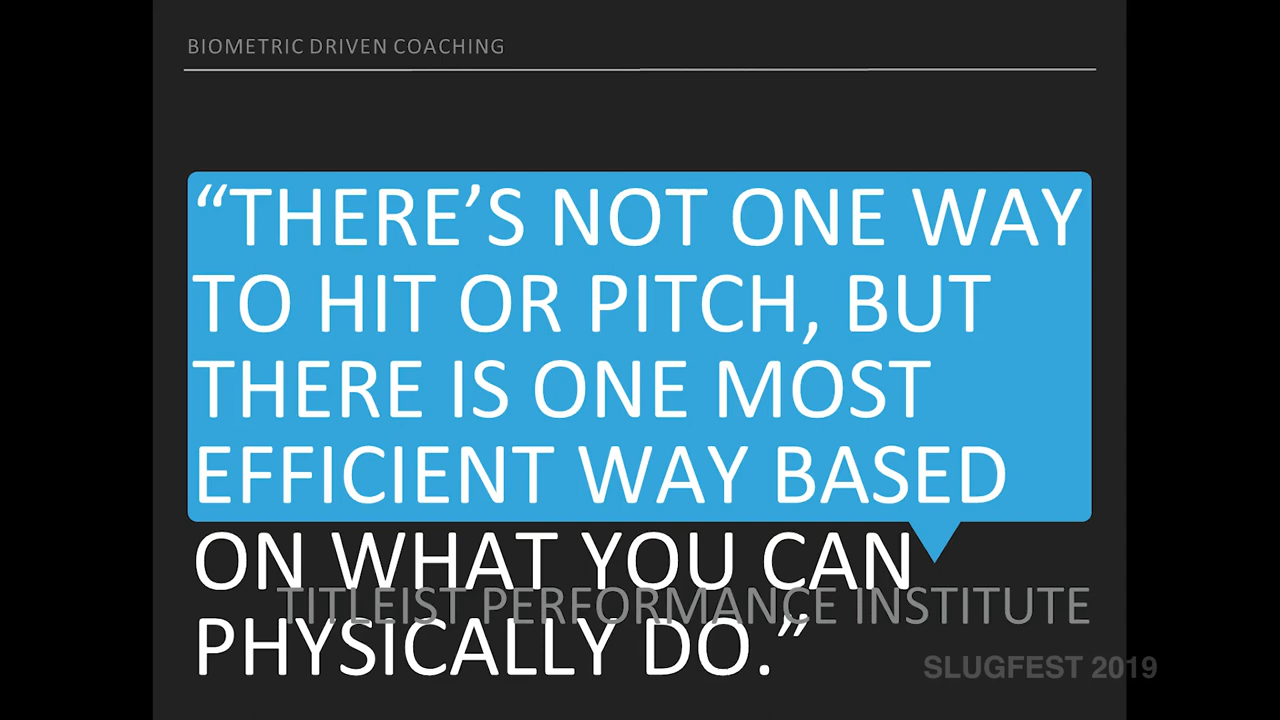 BIOMETRIC DRIVEN COACHING
“THERE’S NOT ONE WAY
TO HIT OR PITCH, BUT
THERE IS ONE MOST
EFFICIENT WAY BASED
ON WHAT YOU CAN
TITLEIST PERFORMANCE INSTITUTE
PHYSICALLY DO.”
SLUGFEST 2019